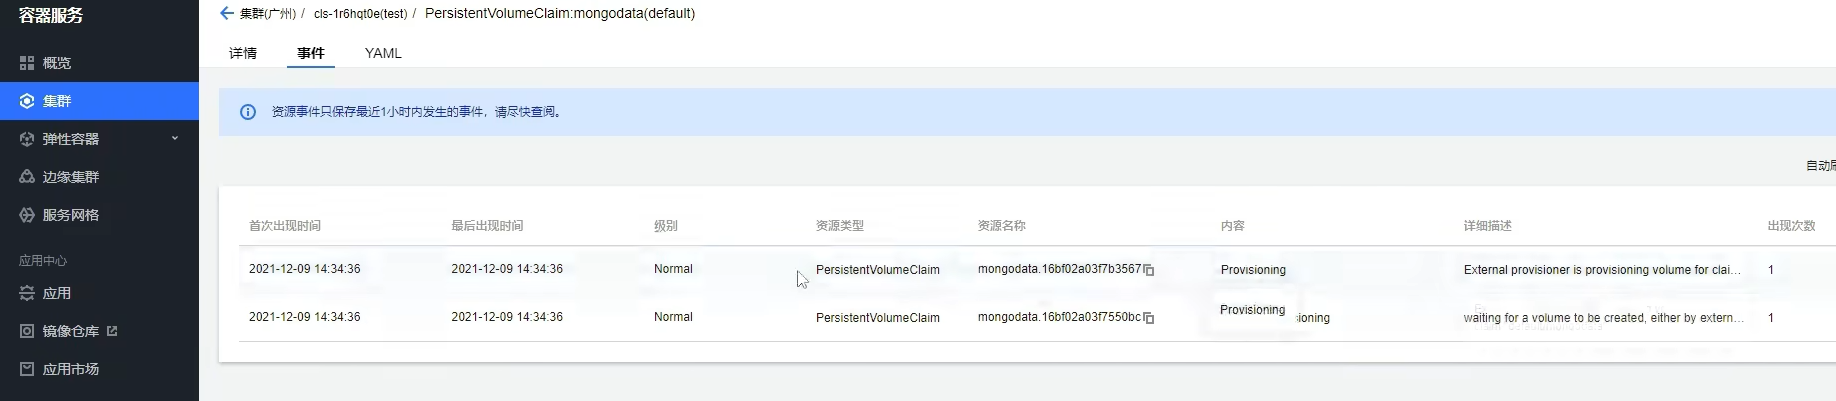 容器服务
集群(广州) / cls-1r6hqt0e(test) / PersistentVolumeClaim:mongodata(default)
详情 事件 YAML
概览
集群
弹性容器
边缘集群
服务网格
应用中心
应用
镜像仓库
应用市场
资源事件只保存最近1小时内发生的事件，请尽快查阅。
自动刷
首次出现时间 最后出现时间 级别 资源类型 资源名称 内容 详细描述 出现次数
2021-12-09 14:34:36 2021-12-09 14:34:36 Normal PersistentVolumeClaim mongodata.16bf02a03f7b3567 Provisioning External provisioner is provisioning volume for clai... 1
Provisioning
2021-12-09 14:34:36 2021-12-09 14:34:36 Normal PersistentVolumeClaim mongodata.16bf02a03f7550bc sioning waiting for a volume to be created, either by extern... 1